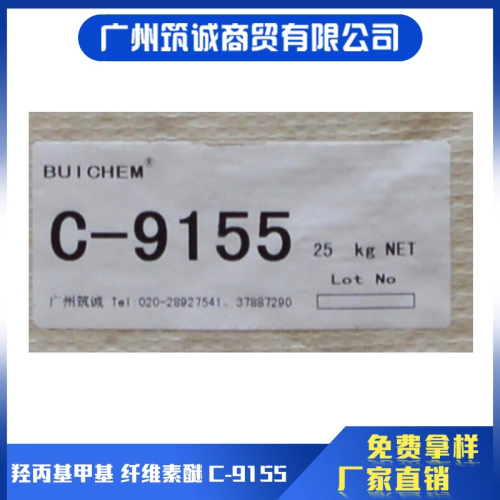 广州筑诚商贸有限公司
BUICHEM®
C-9155 25 kg NET
Lot No
广州筑诚 Tel:020-28927541、37887290
免费拿样
厂家直销
羟丙基甲基 纤维素醚 C-9155